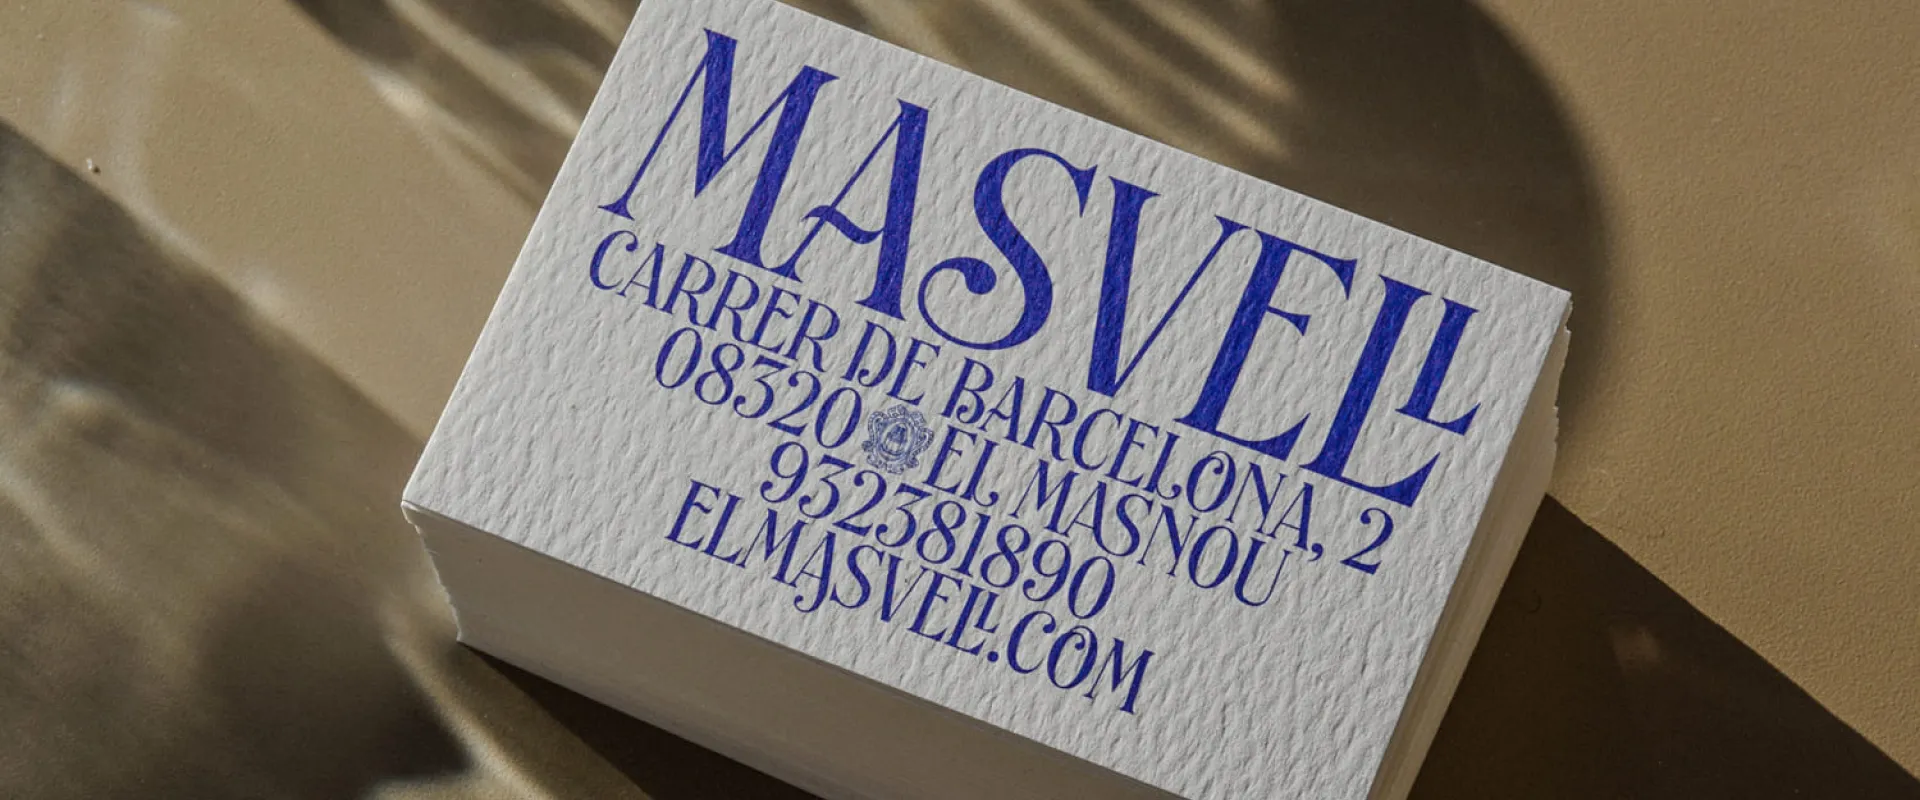 MASVELL
CARRER DE BARCELONA, 2
08320 EL MASNOU
932381890
ELMASVELL.COM